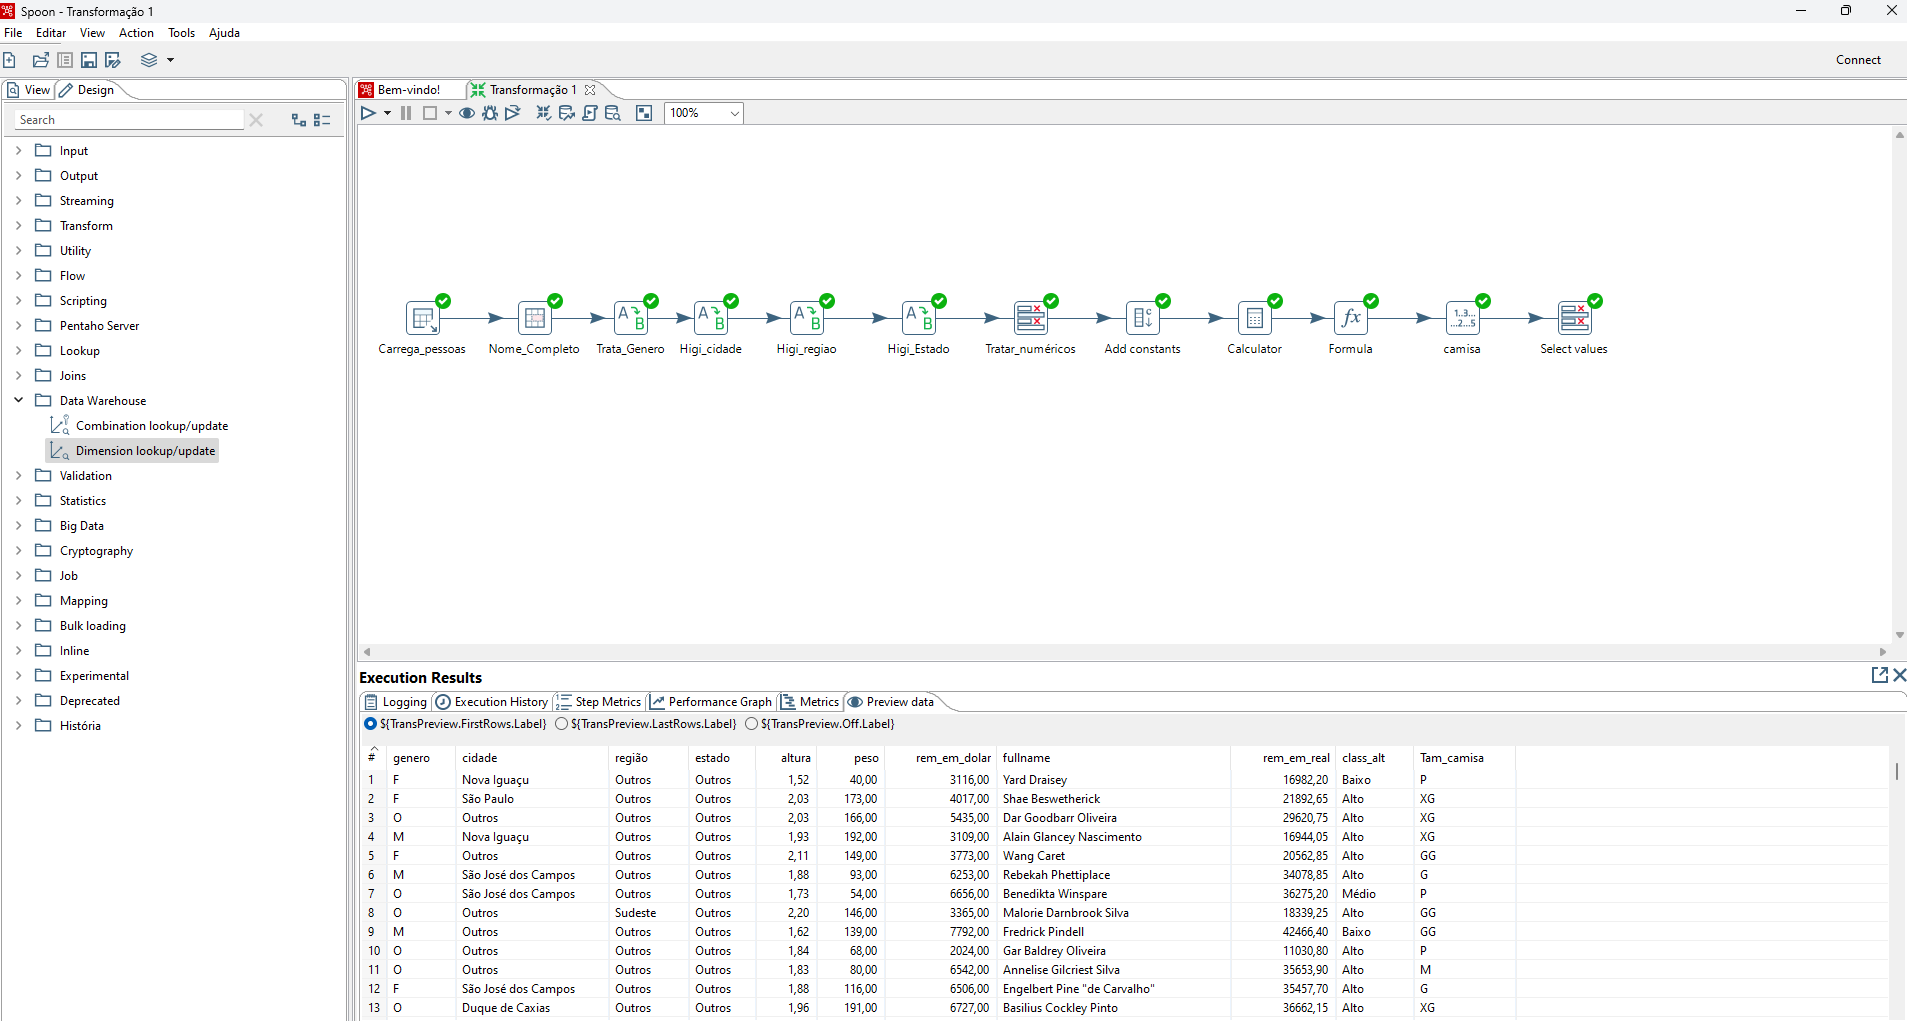 Spoon - Transformação 1
File Editar View Action Tools Ajuda
Connect
View Design
Search
Input
Output
Streaming
Transform
Utility
Flow
Scripting
Pentaho Server
Lookup
Joins
Data Warehouse
Combination lookup/update
Dimension lookup/update
Validation
Statistics
Big Data
Cryptography
Job
Mapping
Bulk loading
Inline
Experimental
Deprecated
História
Bem-vindo! Transformação 1
100%
Carrega_pessoas Nome_Completo Trata_Genero Higi_cidade Higi_regiao Higi_Estado Tratar_numéricos Add constants Calculator Formula camisa Select values
Execution Results
Logging Execution History Step Metrics Performance Graph Metrics Preview data
${TransPreview.FirstRows.Label} ${TransPreview.LastRows.Label} ${TransPreview.Off.Label}
# genero cidade região estado altura peso rem_em_dolar fullname rem_em_real class_alt Tam_camisa
1 F Nova Iguaçu Outros Outros 1,52 40,00 3116,00 Yard Draisey 16982,20 Baixo P
2 F São Paulo Outros Outros 2,03 173,00 4017,00 Shae Beswetherick 21892,65 Alto XG
3 O Outros Outros Outros 2,03 166,00 5435,00 Dar Goodbarr Oliveira 29620,75 Alto XG
4 M Nova Iguaçu Outros Outros 1,93 192,00 3109,00 Alain Glancey Nascimento 16944,05 Alto XG
5 F Outros Outros Outros 2,11 149,00 3773,00 Wang Caret 20562,85 Alto GG
6 M São José dos Campos Outros Outros 1,88 93,00 6253,00 Rebekah Phettiplace 34078,85 Alto G
7 O São José dos Campos Outros Outros 1,73 54,00 6656,00 Benedikta Winspare 36275,20 Médio P
8 O Outros Sudeste Outros 2,20 146,00 3365,00 Malorie Darnbrook Silva 18339,25 Alto GG
9 M Outros Outros Outros 1,62 139,00 7792,00 Fredrick Pindell 42466,40 Baixo GG
10 O Outros Outros Outros 1,84 68,00 2024,00 Gar Baldrey Oliveira 11030,80 Alto P
11 O Outros Outros Outros 1,83 80,00 6542,00 Annelise Gilcriest Silva 35653,90 Alto M
12 F São José dos Campos Outros Outros 1,88 116,00 6506,00 Engelbert Pine "de Carvalho" 35457,70 Alto G
13 O Duque de Caxias Outros Outros 1,96 191,00 6727,00 Basilius Cockley Pinto 36662,15 Alto XG